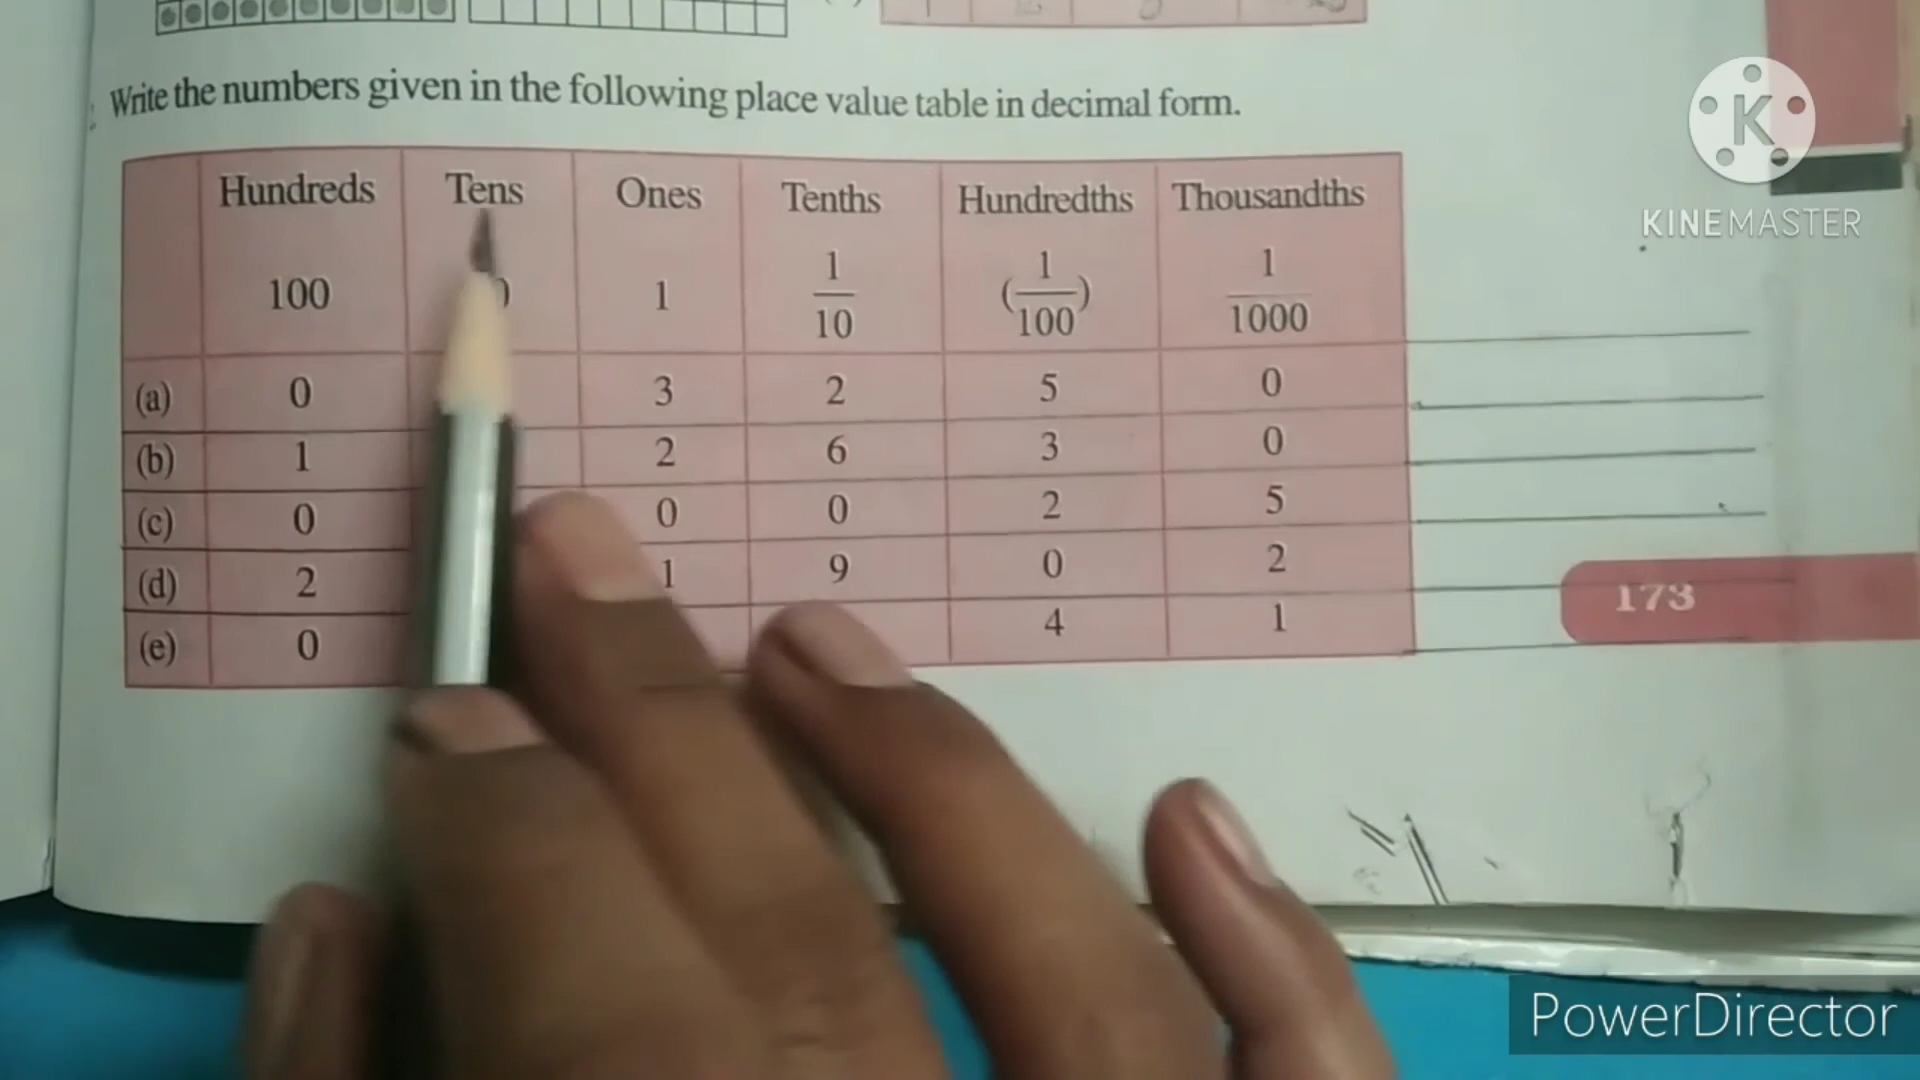 Write the numbers given in the following place value table in decimal form.
Hundreds Tens Ones Tenths Hundredths Thousandths
100 0 1 1/10 (1/100) 1/1000
(a) 0 3 2 5 0
(b) 1 2 6 3 0
(c) 0 0 0 2 5
(d) 2 1 9 0 2
(e) 0 4 1
173
K
KINEMASTER
PowerDirector